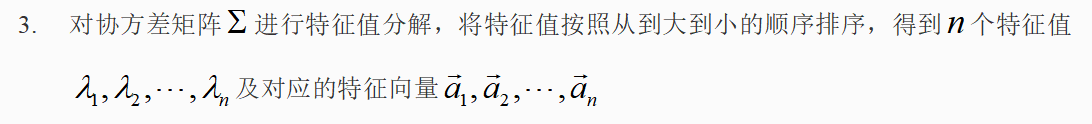 3. 对协方差矩阵 Σ 进行特征值分解，将特征值按照从到大到小的顺序排序，得到 n 个特征值
λ₁, λ₂, ⋯, λₙ 及对应的特征向量 a⃗₁, a⃗₂, ⋯, a⃗ₙ